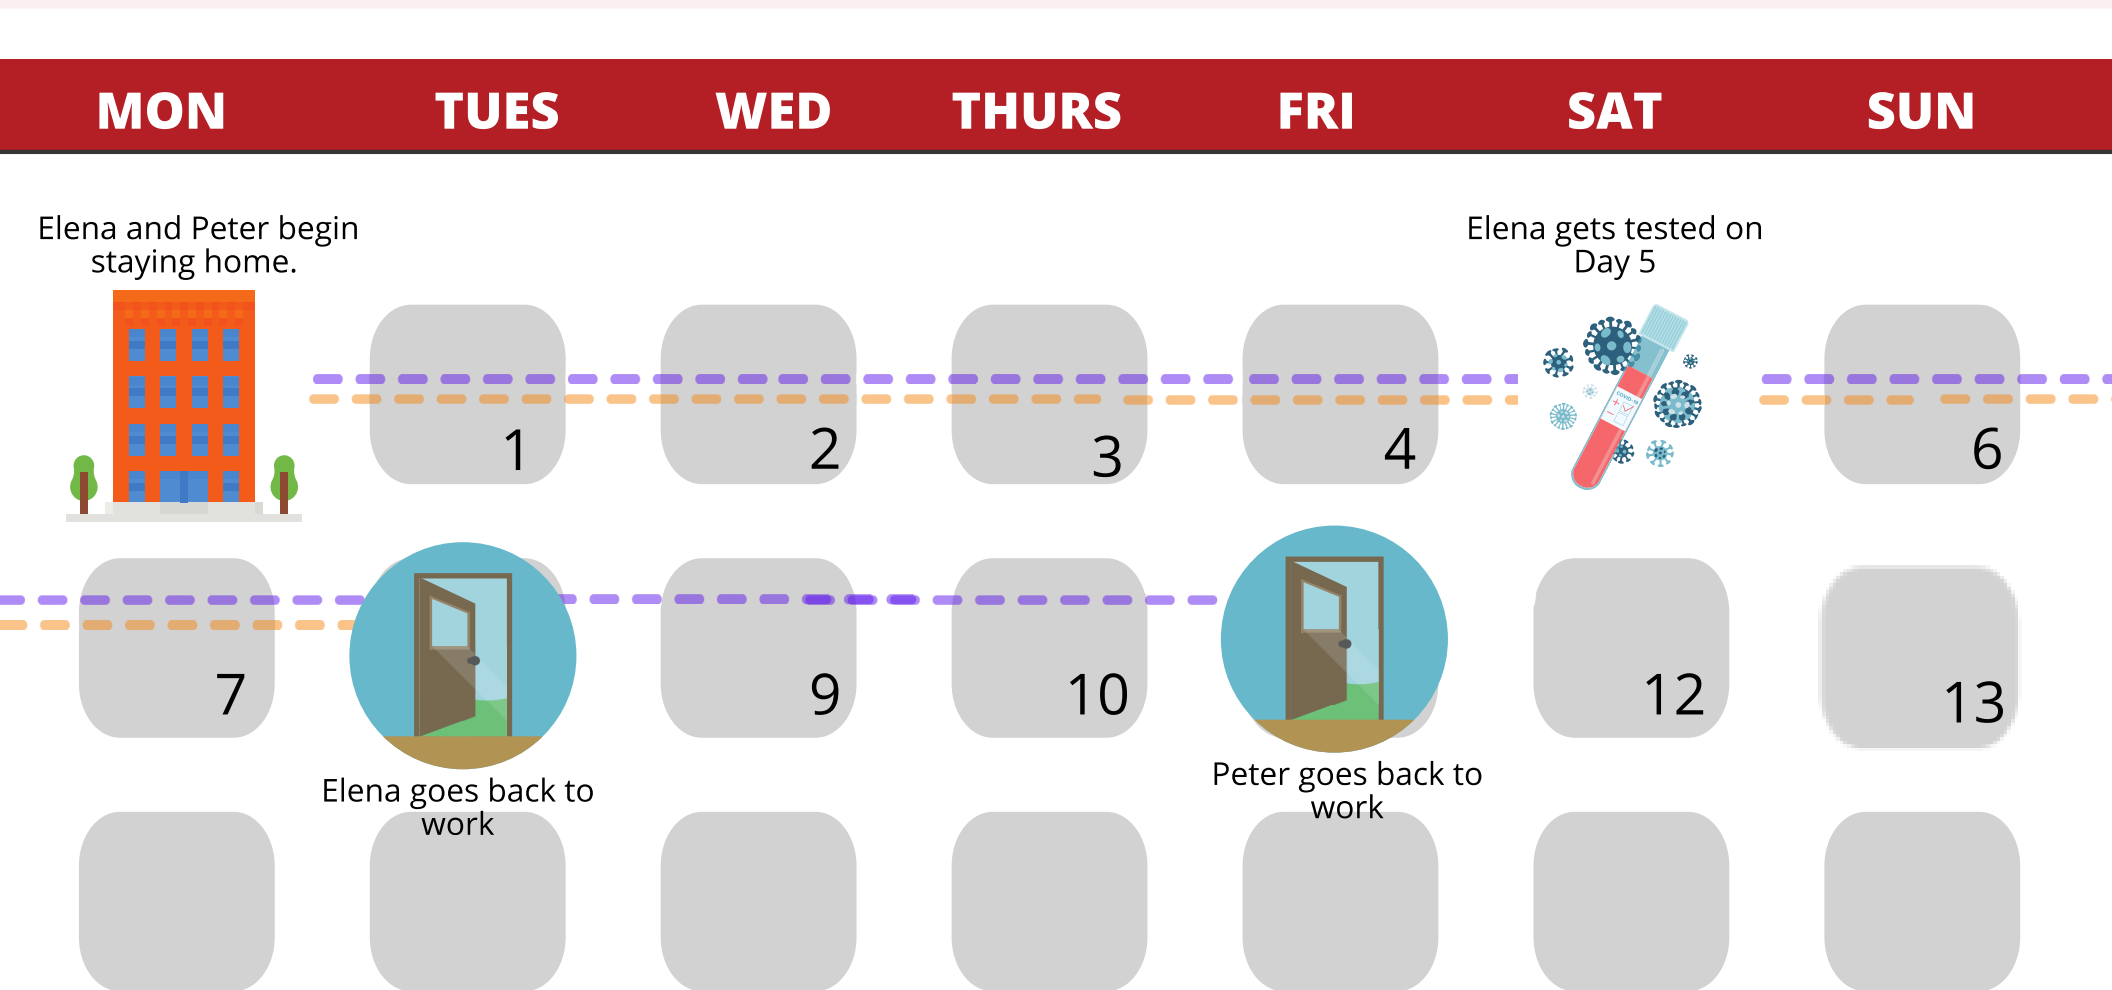 MON TUES WED THURS FRI SAT SUN
Elena and Peter begin
staying home.
Elena gets tested on
Day 5
COVID-19
1 2 3 4 6
7 9 10 12 13
Elena goes back to
work
Peter goes back to
work